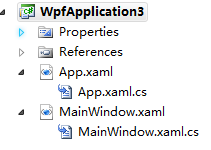 WpfApplication3
Properties
References
App.xaml
App.xaml.cs
MainWindow.xaml
MainWindow.xaml.cs